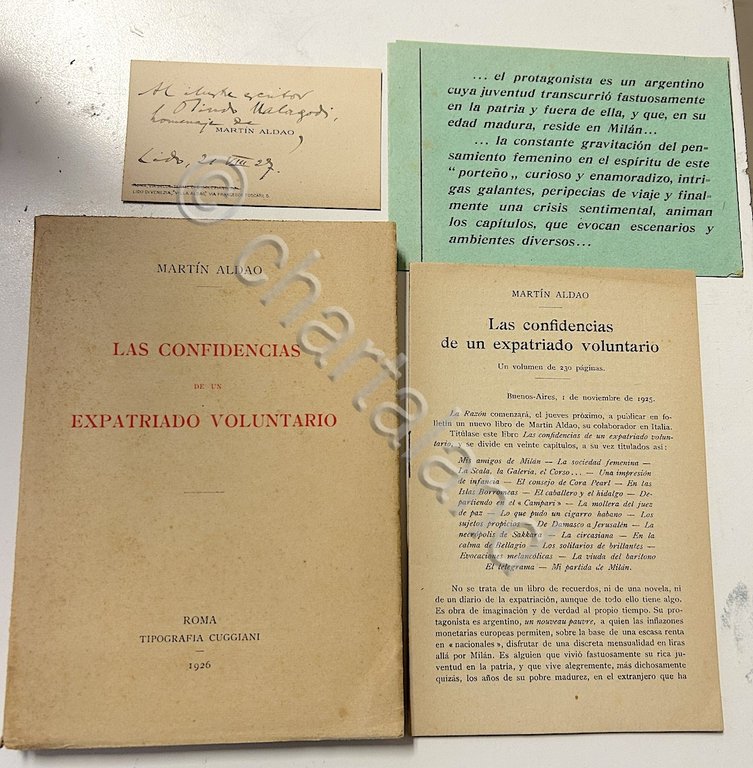 Al ilustre escritor
Olindo Malagodi,
homenaje de
MARTÍN ALDAO,
Lido, 21 VIII 27.
LIDO DI VENEZIA, "VILLA ALDAO", VIA FRANCESCO DUODO, 5
... el protagonista es un argentino
cuya juventud transcurrió fastuosamente
en la patria y fuera de ella, y que, en su
edad madura, reside en Milán...
... la constante gravitación del pen-
samiento femenino en el espíritu de este
"porteño„ curioso y enamoradizo, intri-
gas galantes, peripecias de viaje y final-
mente una crisis sentimental, animan
los capítulos, que evocan escenarios y
ambientes diversos...
MARTÍN ALDAO
LAS CONFIDENCIAS
DE UN
EXPATRIADO VOLUNTARIO
ROMA
TIPOGRAFIA CUGGIANI
1926
MARTÍN ALDAO
Las confidencias
de un expatriado voluntario
Un volumen de 230 páginas.
Buenos-Aires, 1 de noviembre de 1925.
La Razón comenzará, el jueves próximo, a publicar en fo-
lletín un nuevo libro de Martín Aldao, su colaborador en Italia.
Titúlase este libro Las confidencias de un expatriado volun-
tario, y se divide en veinte capítulos, a su vez titulados así:
Mis amigos de Milán — La sociedad femenina —
La Scala, la Galería, el Corso... — Una impresión
de infancia — El consejo de Cora Pearl — En las
Islas Borromeas — El caballero y el hidalgo — De-
partiendo en el «Campari» — La mollera del juez
de paz — Lo que pudo un cigarro habano — Los
sujetos propicios — De Damasco a Jerusalén — La
necrópolis de Sakkara — La circasiana — En la
calma de Bellagio — Los solitarios de brillantes —
Evocaciones melancólicas — La viuda del barítono
El telegrama — Mi partida de Milán.
No se trata de un libro de recuerdos, ni de una novela, ni
de un diario de la expatriación, aunque de todo ello tiene algo.
Es obra de imaginación y de verdad al propio tiempo. Su pro-
tagonista es argentino, un nouveau pauvre, a quien las inflazones
monetarias europeas permiten, sobre la base de una escasa renta
en «nacionales», disfrutar de una discreta mensualidad en liras
allá por Milán. Es alguien que vivió fastuosamente su rica ju-
ventud en la patria, y que vive alegremente, más dichosamente
quizás, los años de su pobre madurez, en el extranjero que ha
© chartaland